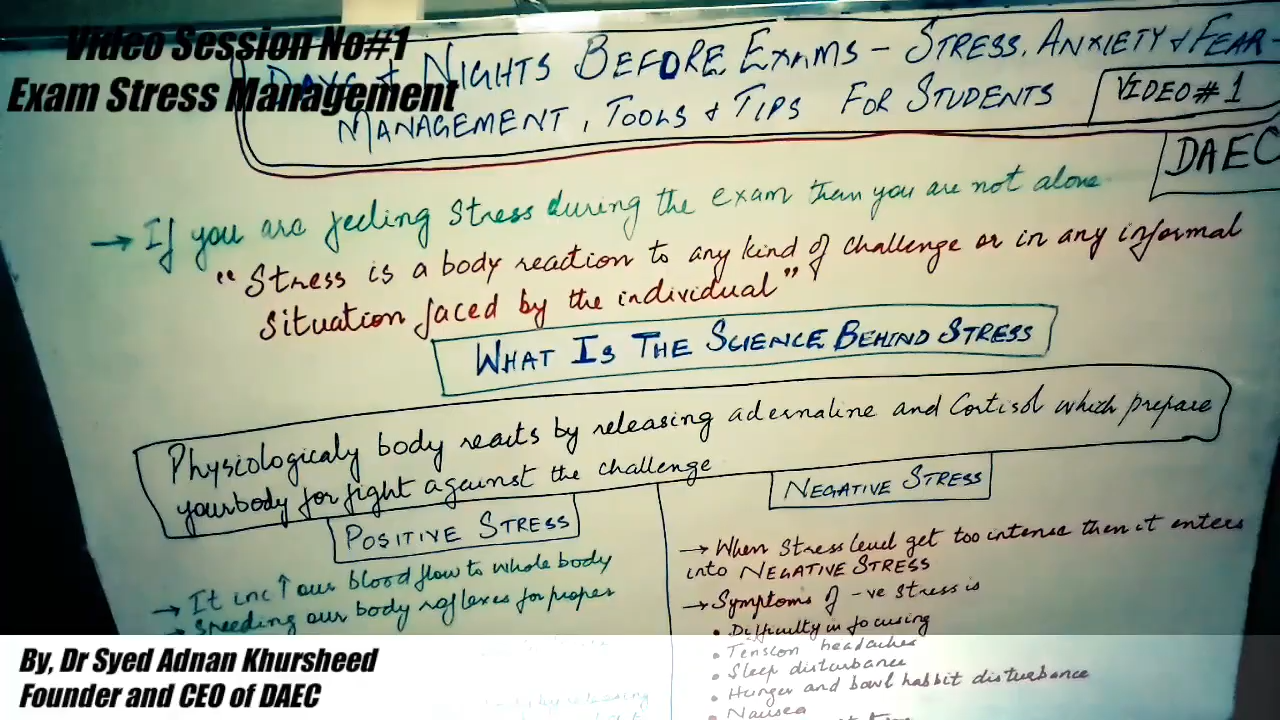 Video Session No#1
Exam Stress Management
DAYS & NIGHTS BEFORE EXAMS - STRESS, ANXIETY & FEAR -
MANAGEMENT, TOOLS & TIPS FOR STUDENTS
VIDEO # 1
DAEC
→ If you are feeling stress during the exam than you are not alone
"Stress is a body reaction to any kind of challenge or in any informal
situation faced by the individual"
WHAT IS THE SCIENCE BEHIND STRESS
Physiologicaly body reacts by releasing adernaline and Cortisol which prepare
yourbody for fight against the challenge
POSITIVE STRESS
→ It inc ↑ our blood flow to whole body
→ Speeding our body reflexes for proper
NEGATIVE STRESS
→ When stress level get too intense then it enters
into NEGATIVE STRESS
→ Symptoms of -ve stress is
• Difficulty in focusing
• Tension headaches
• Sleep disturbance
• Hunger and bowl habbit disturbance
• Nausea
By, Dr Syed Adnan Khursheed
Founder and CEO of DAEC